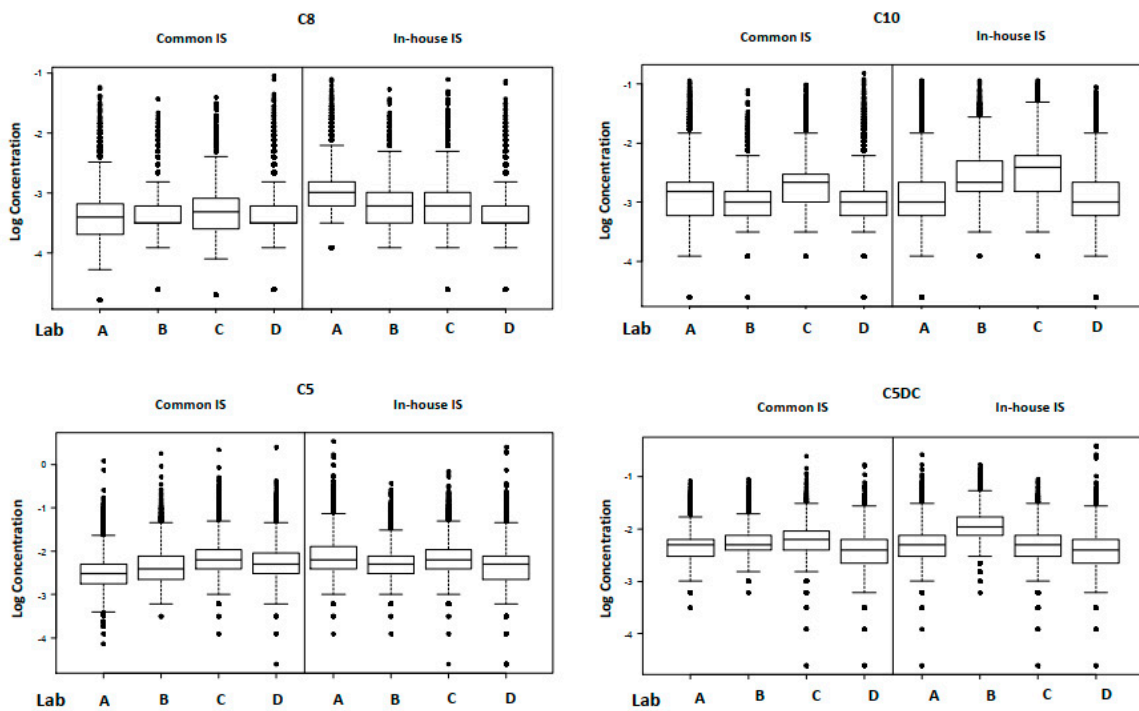 C8
Common IS In-house IS
Log Concentration
-1
-2
-3
-4
Lab A B C D A B C D
C10
Common IS In-house IS
Log Concentration
-1
-2
-3
-4
Lab A B C D A B C D
C5
Common IS In-house IS
Log Concentration
0
-1
-2
-3
-4
Lab A B C D A B C D
C5DC
Common IS In-house IS
Log Concentration
-1
-2
-3
-4
Lab A B C D A B C D